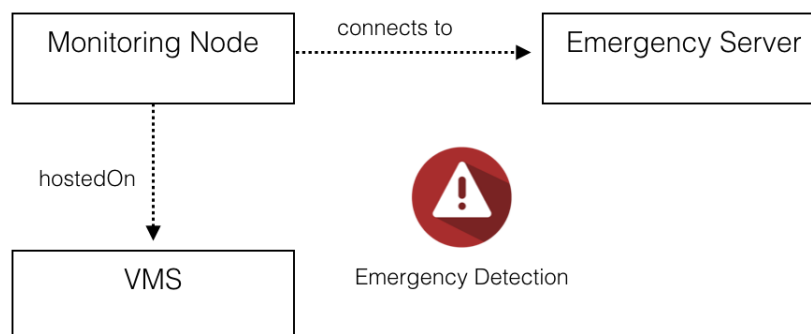 Monitoring Node
connects to
Emergency Server
hostedOn
VMS
Emergency Detection